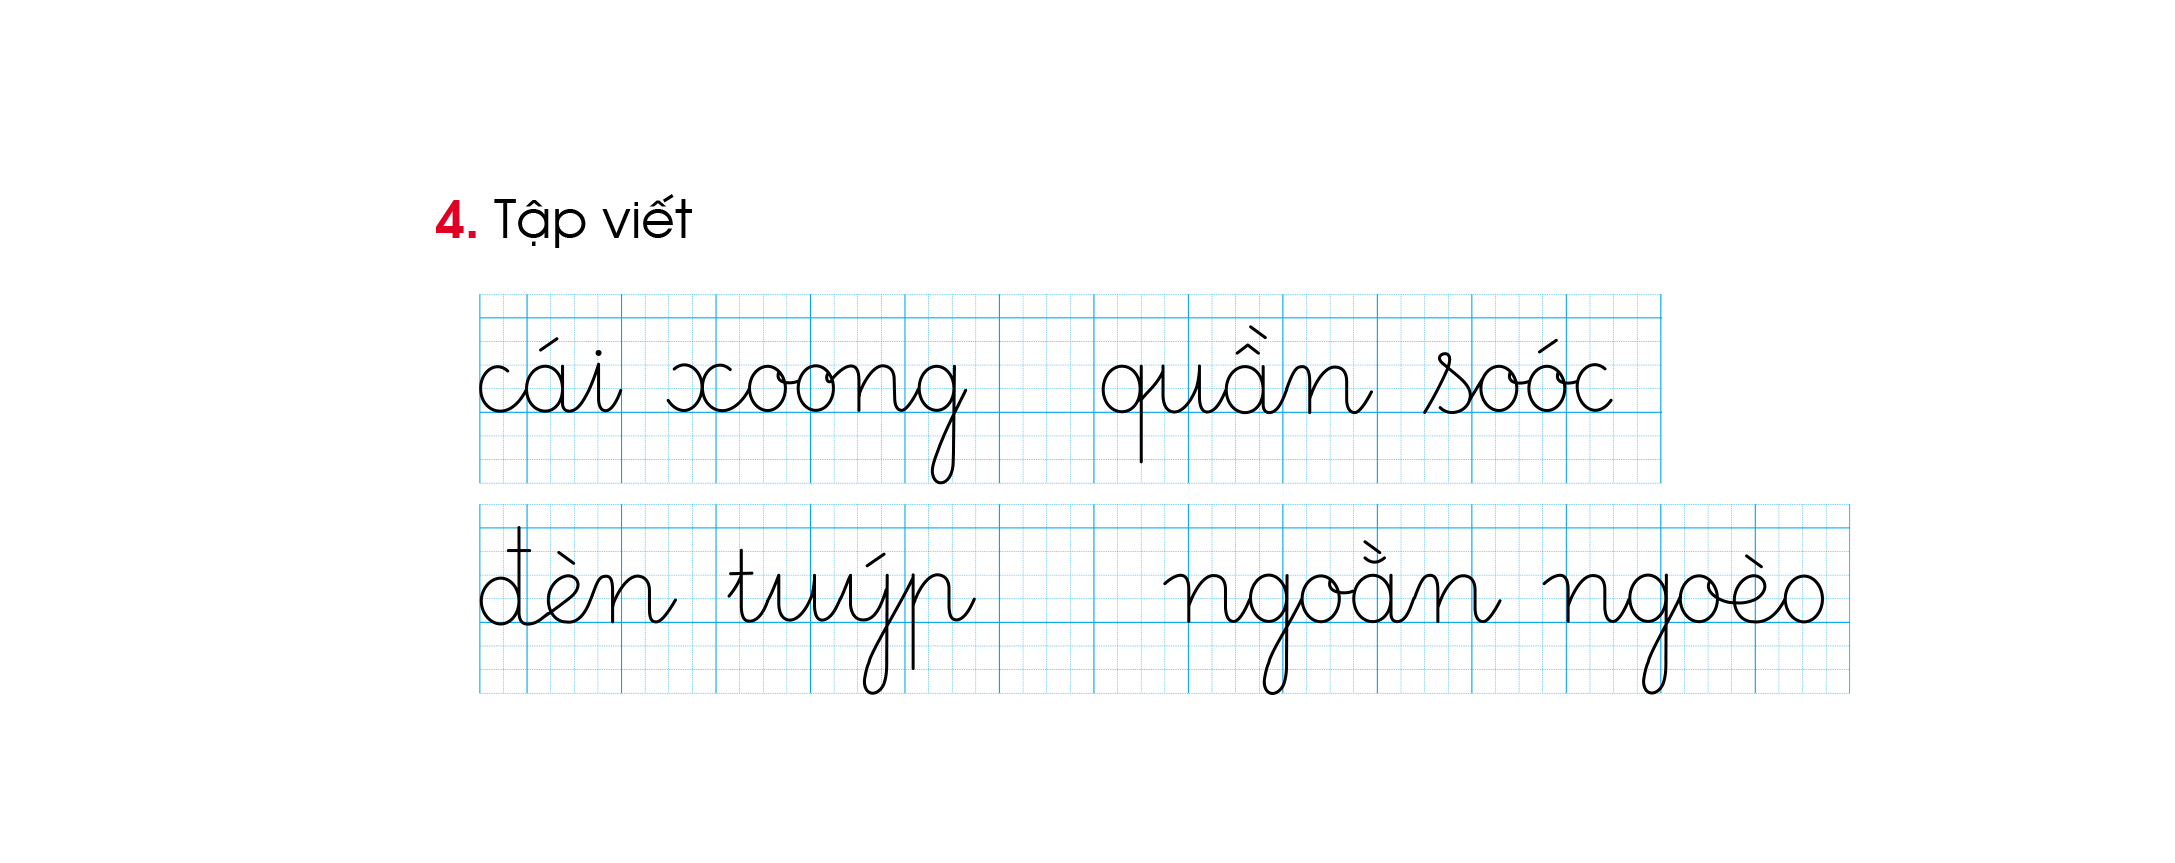 4. Tập viết
cái xoong quần soóc
đèn tuýp ngoằn ngoèo